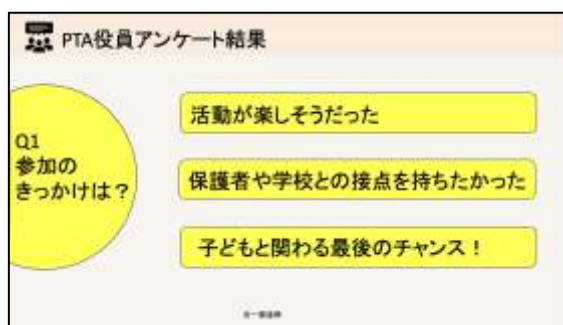 PTA役員アンケート結果
Q1
参加の
きっかけは？
活動が楽しそうだった
保護者や学校との接点を持ちたかった
子どもと関わる最後のチャンス！